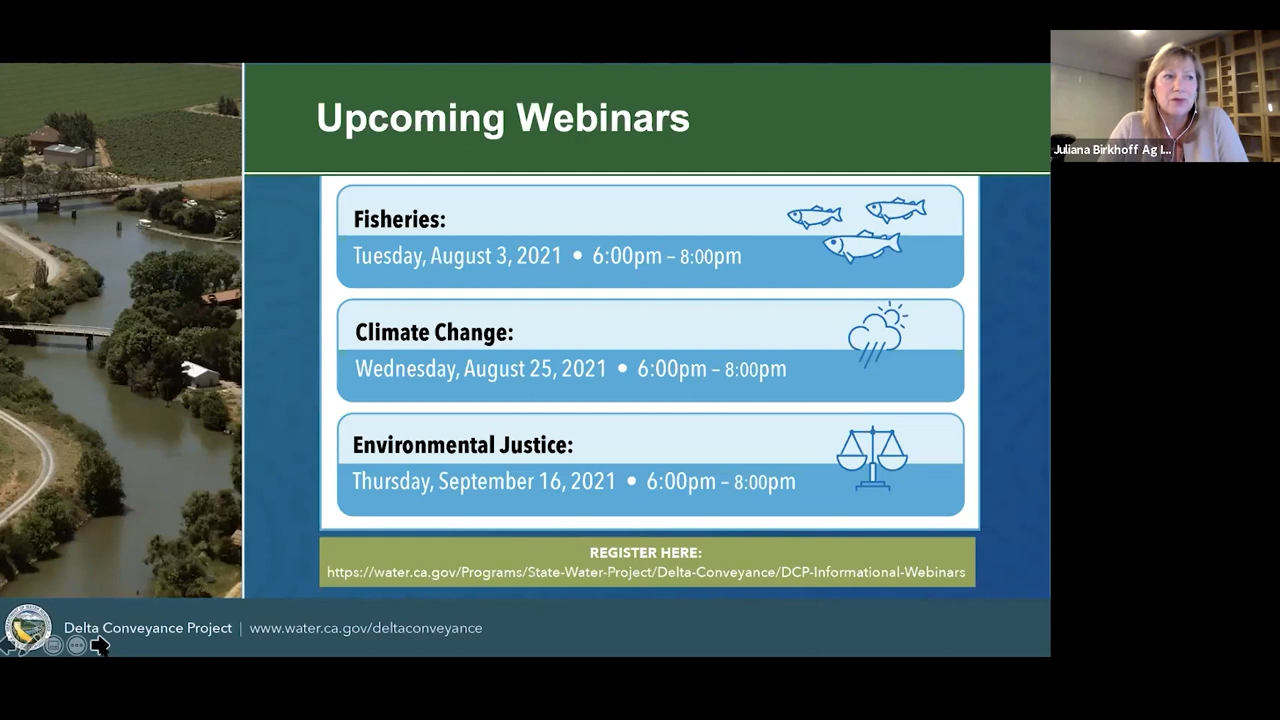 Upcoming Webinars
Juliana Birkhoff Ag I...
Fisheries:
Tuesday, August 3, 2021 • 6:00pm – 8:00pm
Climate Change:
Wednesday, August 25, 2021 • 6:00pm – 8:00pm
Environmental Justice:
Thursday, September 16, 2021 • 6:00pm – 8:00pm
REGISTER HERE:
https://water.ca.gov/Programs/State-Water-Project/Delta-Conveyance/DCP-Informational-Webinars
Delta Conveyance Project | www.water.ca.gov/deltaconveyance